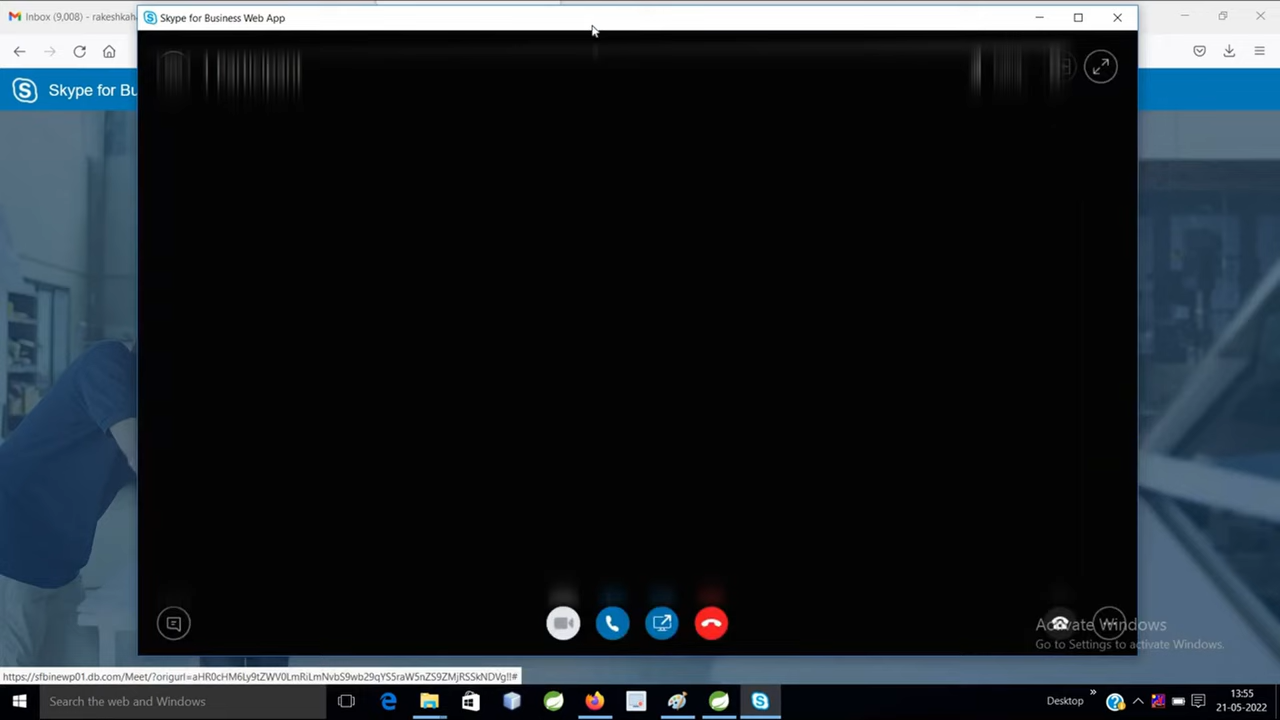 Inbox (9,008) - rakeshkah
Skype for Business Web App
Skype for Bu
Activate Windows
Go to Settings to activate Windows.
https://sfbinewp01.db.com/Meet/?origurl=aHR0cHM6Ly9tZWV0LmRiLmNvbS9wb29qYS5raW5nZS9ZMjRSSkNDVg!!#
Search the web and Windows
Desktop
13:55
21-05-2022